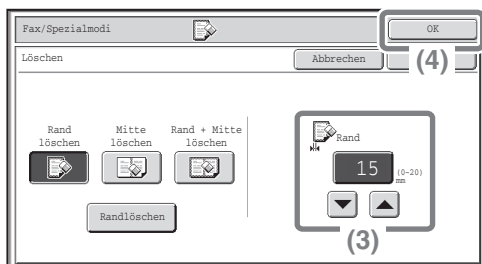 Fax/Spezialmodi
OK
Löschen
Abbrechen
(4)
Rand löschen
Mitte löschen
Rand + Mitte löschen
Randlöschen
Rand
15
(0~20)
mm
(3)